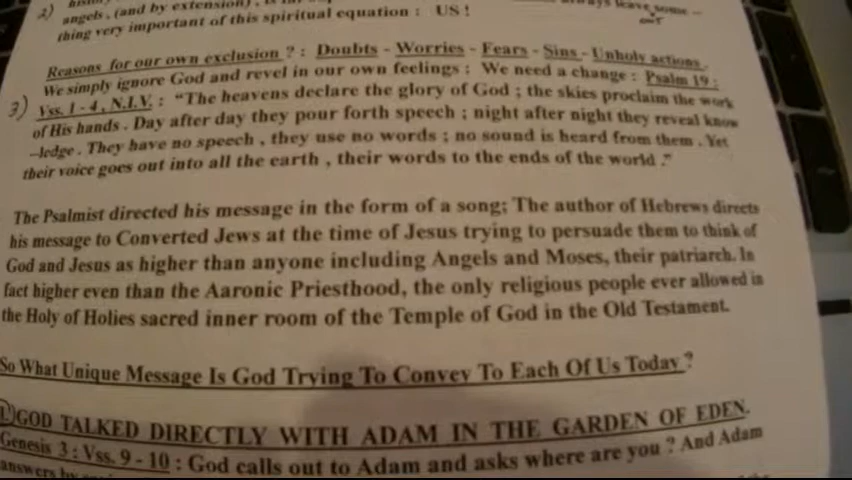 2)
angels, (and by extension), is
thing very important of this spiritual equation : US !
always leave some –
out
Reasons for our own exclusion ? : Doubts - Worries - Fears - Sins - Unholy actions.
We simply ignore God and revel in our own feelings : We need a change : Psalm 19 :
3) Vss. 1 - 4, N.I.V. : “The heavens declare the glory of God ; the skies proclaim the work
of His hands . Day after day they pour forth speech ; night after night they reveal know
–ledge . They have no speech , they use no words ; no sound is heard from them . Yet
their voice goes out into all the earth , their words to the ends of the world .”
The Psalmist directed his message in the form of a song; The author of Hebrews directs
his message to Converted Jews at the time of Jesus trying to persuade them to think of
God and Jesus as higher than anyone including Angels and Moses, their patriarch. In
fact higher even than the Aaronic Priesthood, the only religious people ever allowed in
the Holy of Holies sacred inner room of the Temple of God in the Old Testament.
So What Unique Message Is God Trying To Convey To Each Of Us Today ?
1.) GOD TALKED DIRECTLY WITH ADAM IN THE GARDEN OF EDEN.
Genesis 3 : Vss. 9 - 10 : God calls out to Adam and asks where are you ? And Adam
answers by